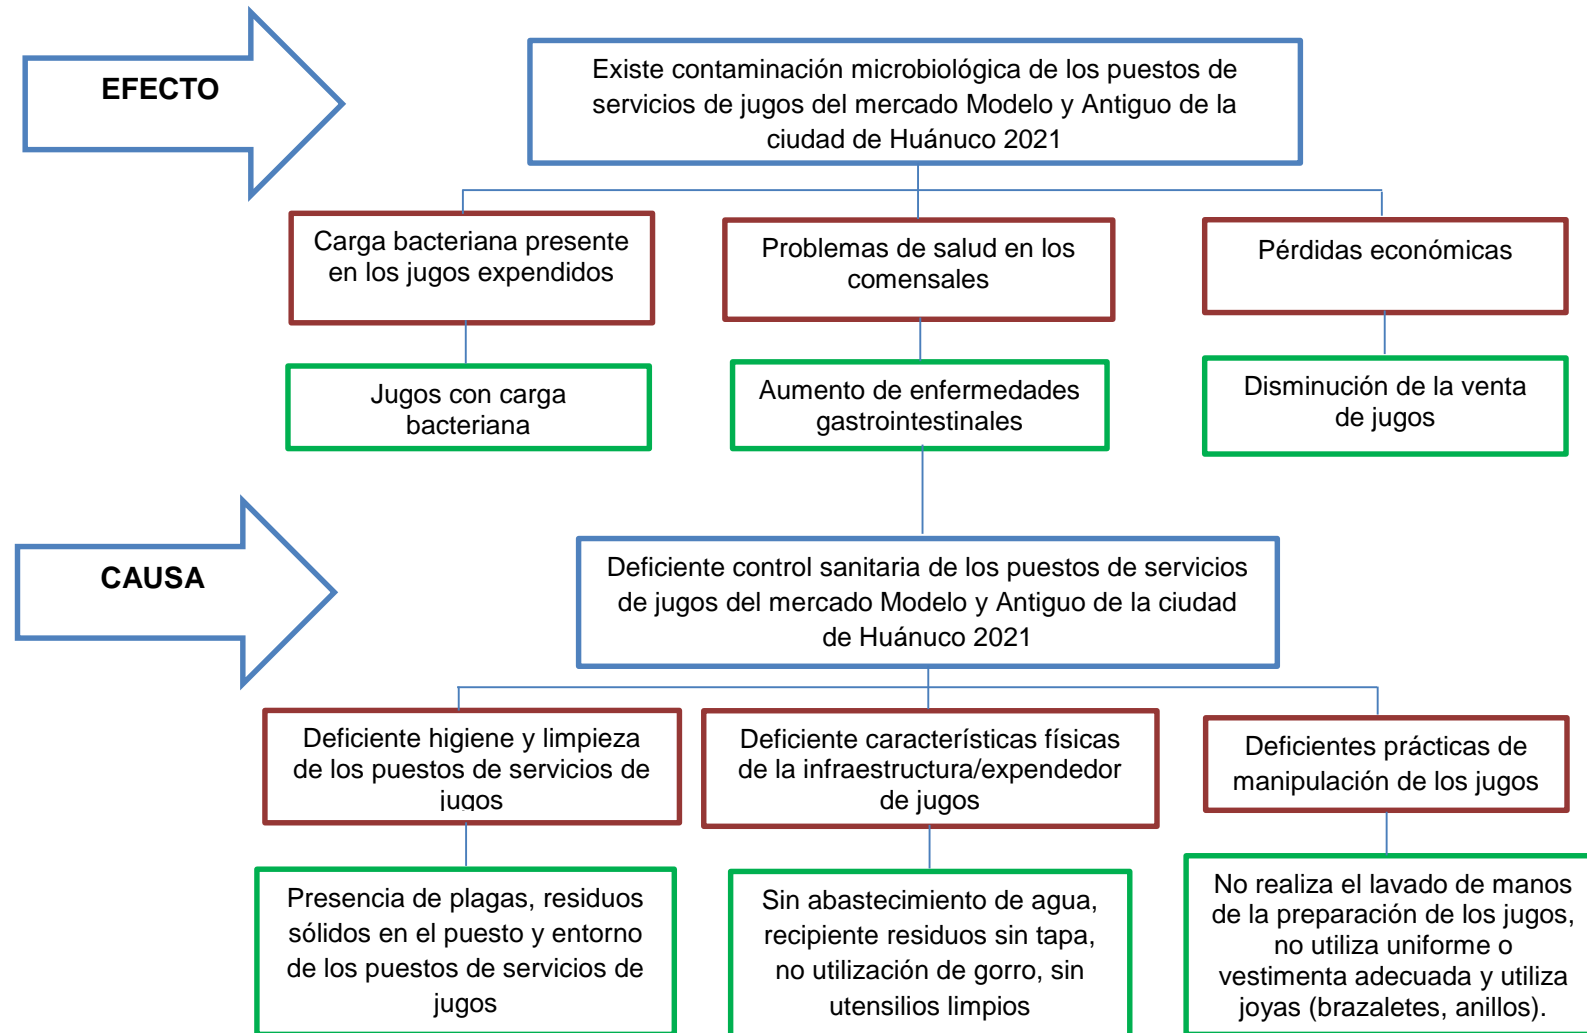 EFECTO
Existe contaminación microbiológica de los puestos de
servicios de jugos del mercado Modelo y Antiguo de la
ciudad de Huánuco 2021
Carga bacteriana presente
en los jugos expendidos
Problemas de salud en los
comensales
Pérdidas económicas
Jugos con carga
bacteriana
Aumento de enfermedades
gastrointestinales
Disminución de la venta
de jugos
CAUSA
Deficiente control sanitaria de los puestos de servicios
de jugos del mercado Modelo y Antiguo de la ciudad
de Huánuco 2021
Deficiente higiene y limpieza
de los puestos de servicios de
jugos
Deficiente características físicas
de la infraestructura/expendedor
de jugos
Deficientes prácticas de
manipulación de los jugos
Presencia de plagas, residuos
sólidos en el puesto y entorno
de los puestos de servicios de
jugos
Sin abastecimiento de agua,
recipiente residuos sin tapa,
no utilización de gorro, sin
utensilios limpios
No realiza el lavado de manos
de la preparación de los jugos,
no utiliza uniforme o
vestimenta adecuada y utiliza
joyas (brazaletes, anillos).